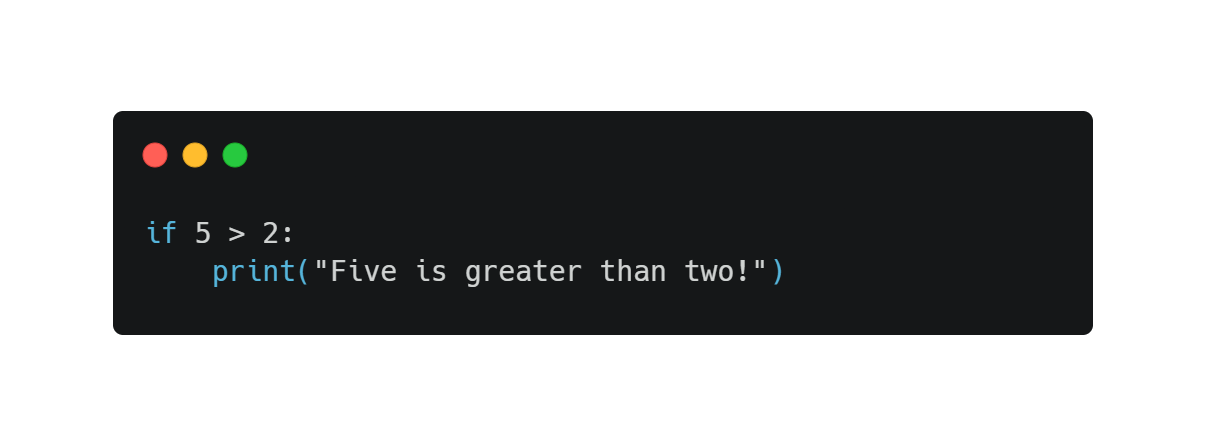 if 5 > 2:
    print("Five is greater than two!")